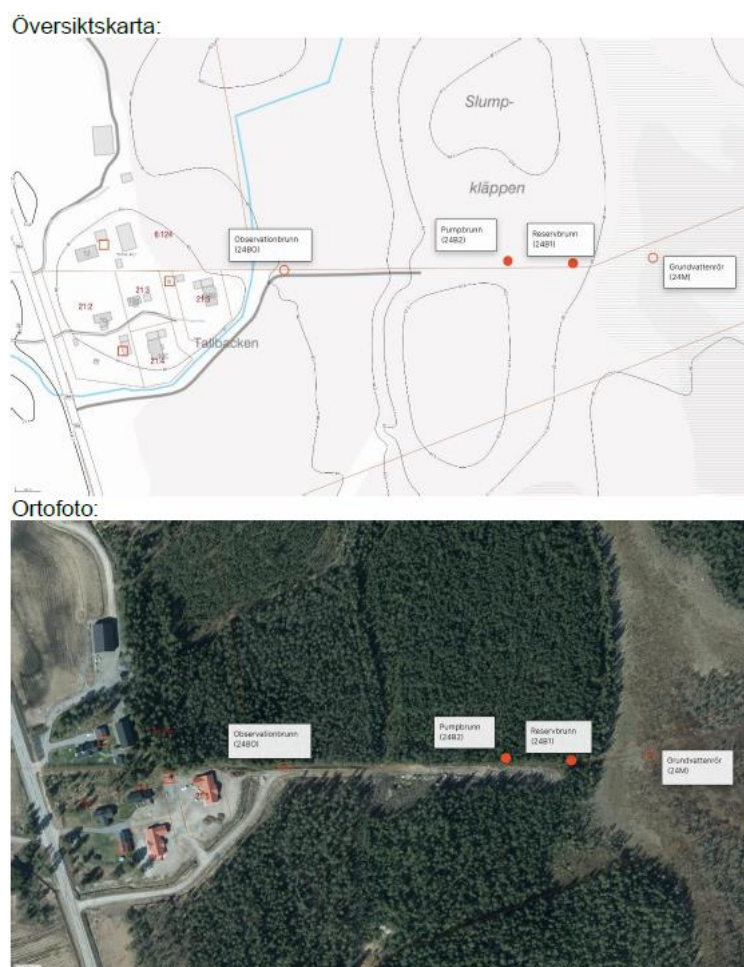 Översiktskarta:
Slump-
kläppen
6:124
Observationbrunn
(24BO)
Pumpbrunn
(24B2)
Reservbrunn
(24B1)
Grundvattenrör
(24M)
21:2
21:3
21:1
21:4
Tallbacken
Ortofoto:
Observationbrunn
(24BO)
Pumpbrunn
(24B2)
Reservbrunn
(24B1)
Grundvattenrör
(24M)